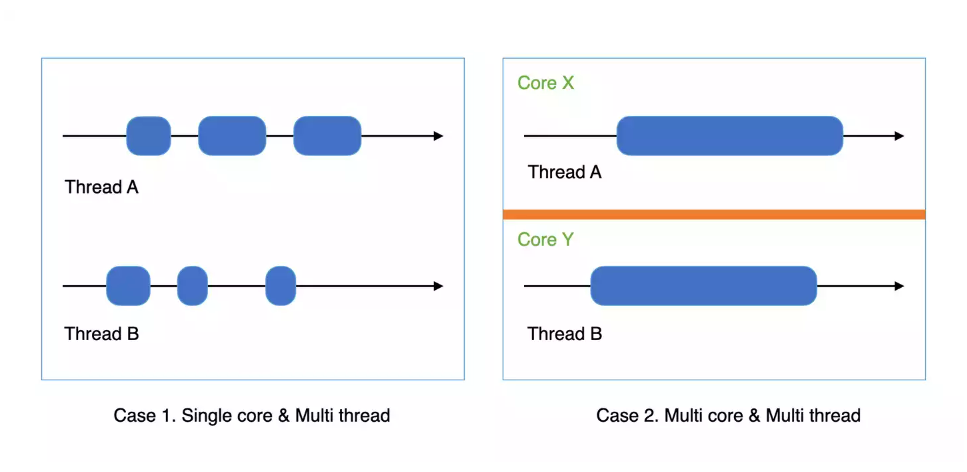 Thread A
Thread B
Case 1. Single core & Multi thread
Core X
Thread A
Core Y
Thread B
Case 2. Multi core & Multi thread